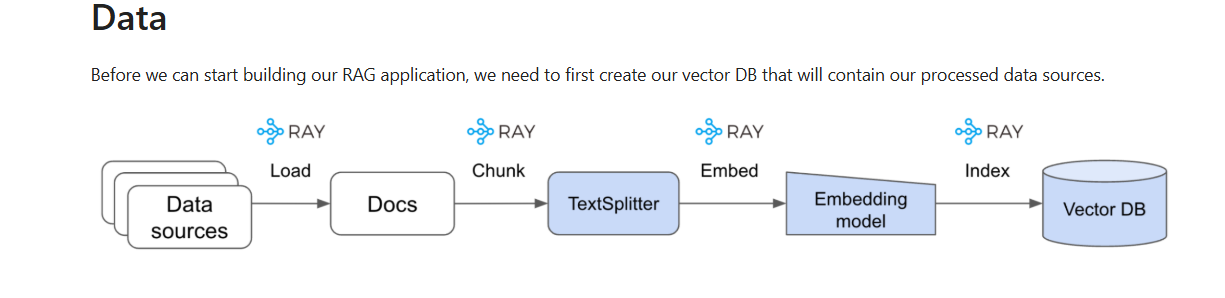 Data
Before we can start building our RAG application, we need to first create our vector DB that will contain our processed data sources.
RAY
RAY
RAY
RAY
Load
Chunk
Embed
Index
Data
sources
Docs
TextSplitter
Embedding
model
Vector DB